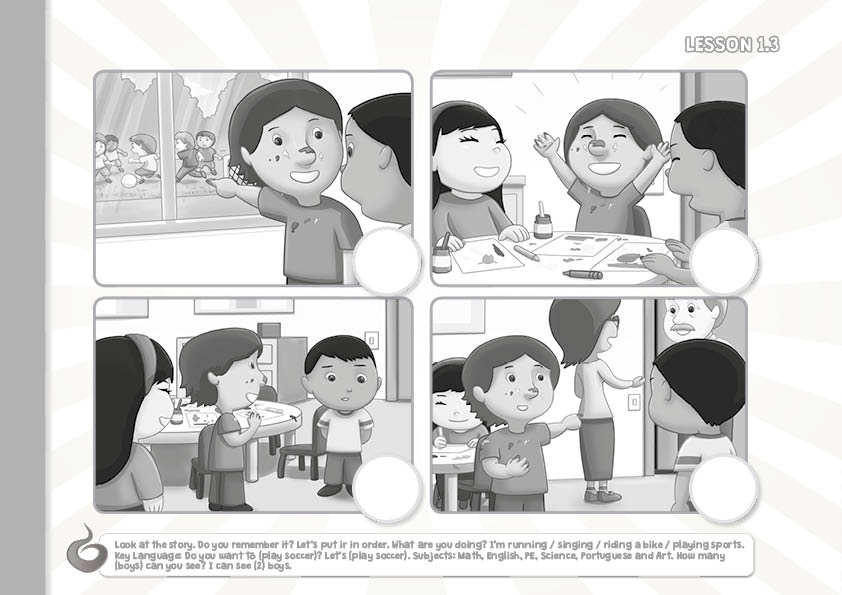 LESSON 1.3
Look at the story. Do you remember it? Let's put ir in order. What are you doing? I'm running / singing / riding a bike / playing sports.
Key Language: Do you want to (play soccer)? Let's (play soccer). Subjects: Math, English, PE, Science, Portuguese and Art. How many
(boys) can you see? I can see (2) boys.